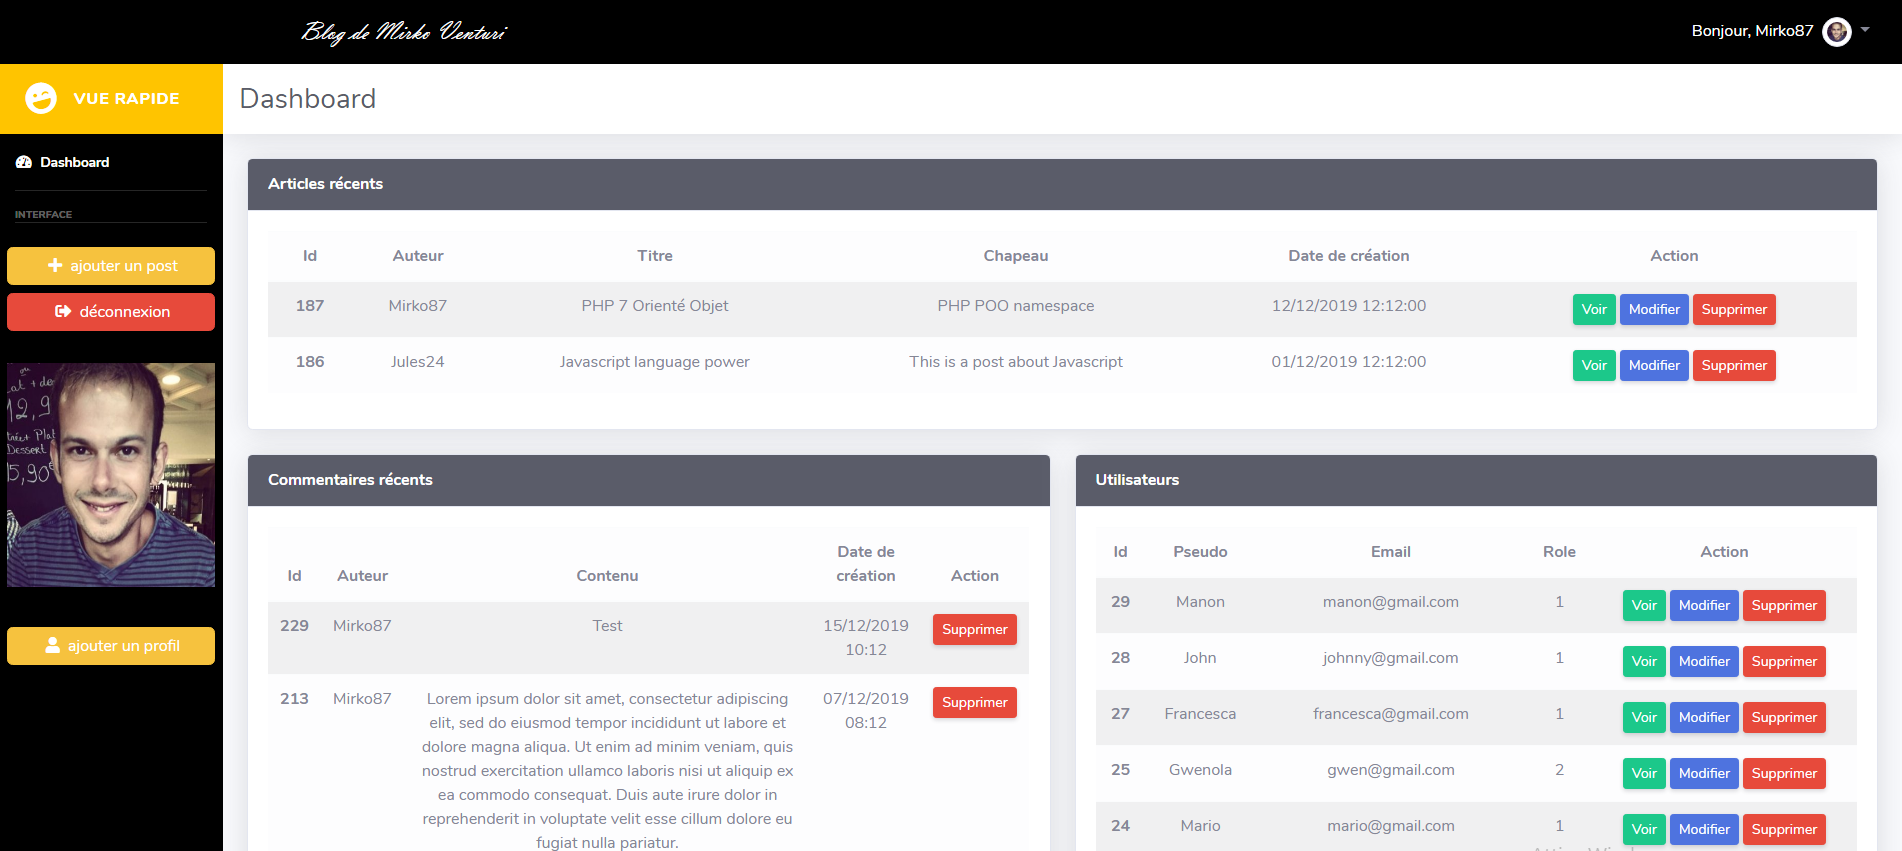 Blog de Mirko Venturi
Bonjour, Mirko87
VUE RAPIDE
Dashboard
Dashboard
INTERFACE
ajouter un post
déconnexion
12,9
Dessert
15,90€
ajouter un profil
Articles récents
Id Auteur Titre Chapeau Date de création Action
187 Mirko87 PHP 7 Orienté Objet PHP POO namespace 12/12/2019 12:12:00 Voir Modifier Supprimer
186 Jules24 Javascript language power This is a post about Javascript 01/12/2019 12:12:00 Voir Modifier Supprimer
Commentaires récents
Id Auteur Contenu Date de création Action
229 Mirko87 Test 15/12/2019 10:12 Supprimer
213 Mirko87 Lorem ipsum dolor sit amet, consectetur adipiscing 07/12/2019 08:12 Supprimer
elit, sed do eiusmod tempor incididunt ut labore et
dolore magna aliqua. Ut enim ad minim veniam, quis
nostrud exercitation ullamco laboris nisi ut aliquip ex
ea commodo consequat. Duis aute irure dolor in
reprehenderit in voluptate velit esse cillum dolore eu
fugiat nulla pariatur.
Utilisateurs
Id Pseudo Email Role Action
29 Manon manon@gmail.com 1 Voir Modifier Supprimer
28 John johnny@gmail.com 1 Voir Modifier Supprimer
27 Francesca francesca@gmail.com 1 Voir Modifier Supprimer
25 Gwenola gwen@gmail.com 2 Voir Modifier Supprimer
24 Mario mario@gmail.com 1 Voir Modifier Supprimer